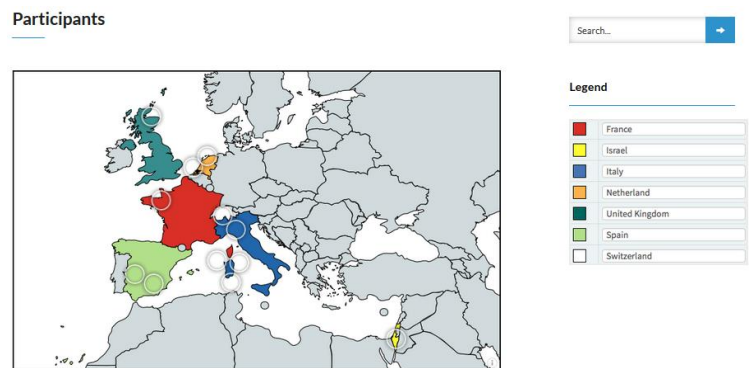 Participants
Search...
Legend
France
Israel
Italy
Netherland
United Kingdom
Spain
Switzerland